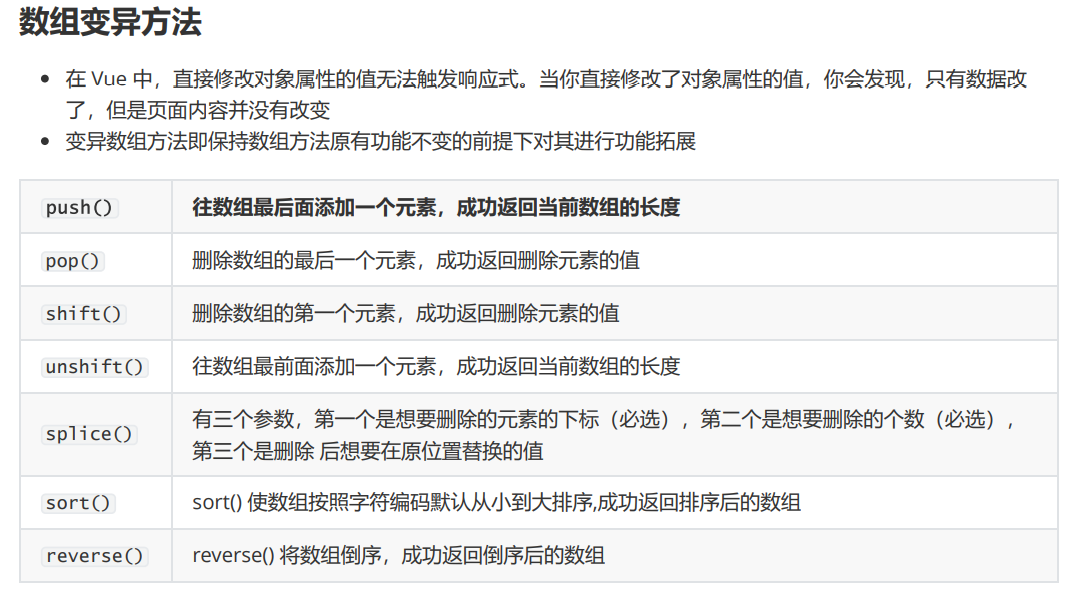 数组变异方法
在 Vue 中，直接修改对象属性的值无法触发响应式。当你直接修改了对象属性的值，你会发现，只有数据改
了，但是页面内容并没有改变
变异数组方法即保持数组方法原有功能不变的前提下对其进行功能拓展
push() 往数组最后面添加一个元素，成功返回当前数组的长度
pop() 删除数组的最后一个元素，成功返回删除元素的值
shift() 删除数组的第一个元素，成功返回删除元素的值
unshift() 往数组最前面添加一个元素，成功返回当前数组的长度
splice() 有三个参数，第一个是想要删除的元素的下标（必选），第二个是想要删除的个数（必选），
第三个是删除 后想要在原位置替换的值
sort() sort() 使数组按照字符编码默认从小到大排序,成功返回排序后的数组
reverse() reverse() 将数组倒序，成功返回倒序后的数组